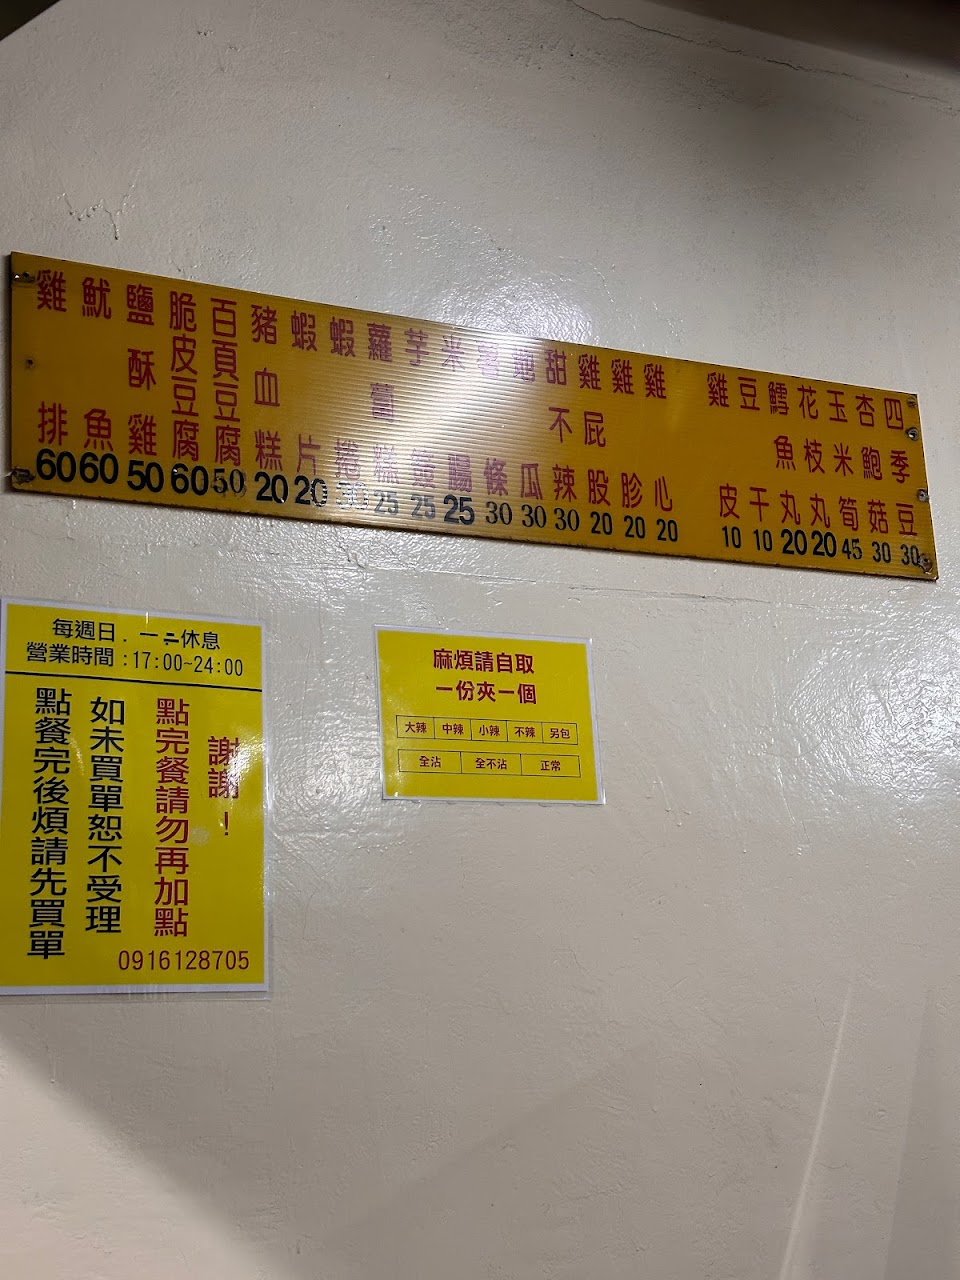 雞排 60
魷魚 60
鹽酥雞 50
脆皮豆腐 60
百頁豆腐 50
豬血糕 20
蝦片 20
蝦捲 30
蘿蔔糕 25
芋 25
米腸 25
薯條 30
地瓜 30
甜不辣 30
雞屁股 20
雞胗 20
雞心 20
雞皮 10
豆干 10
鱈魚丸 20
花枝丸 20
玉米筍 45
杏鮑菇 30
四季豆 30
每週日.一二休息
營業時間:17:00~24:00
點餐完後煩請先買單
如未買單恕不受理
點完餐請勿再加點
謝謝!
0916128705
麻煩請自取
一份夾一個
大辣 中辣 小辣 不辣 另包
全沾 全不沾 正常